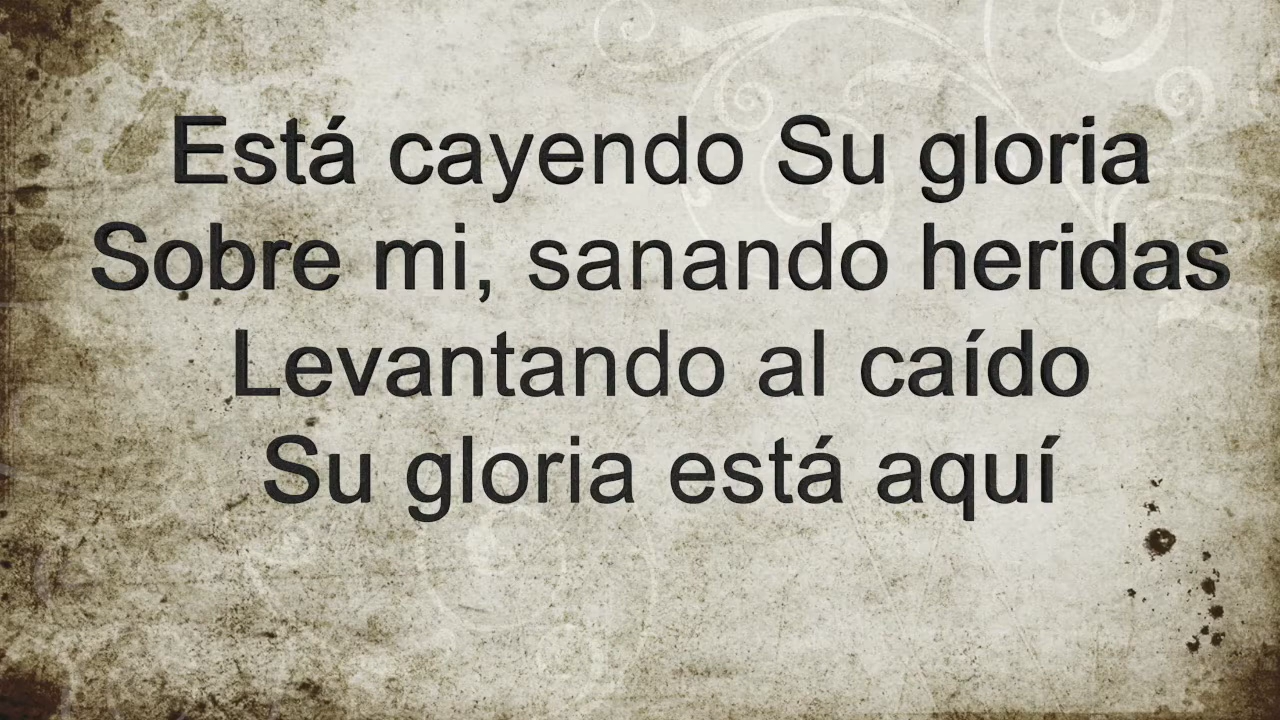 Está cayendo Su gloria
Sobre mi, sanando heridas
Levantando al caído
Su gloria está aquí